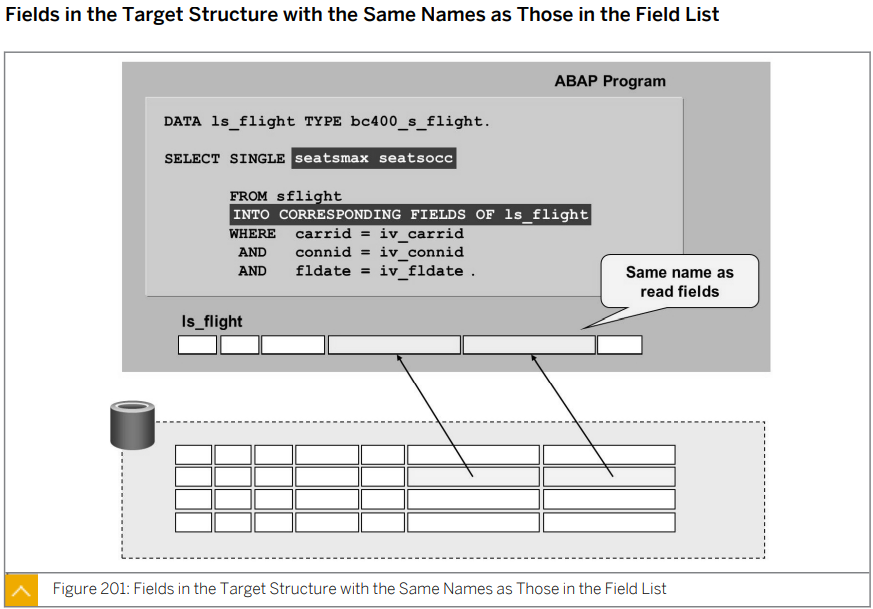 Fields in the Target Structure with the Same Names as Those in the Field List
ABAP Program
DATA ls_flight TYPE bc400_s_flight.
SELECT SINGLE seatsmax seatsocc
FROM sflight
INTO CORRESPONDING FIELDS OF ls_flight
WHERE carrid = iv_carrid
AND connid = iv_connid
AND fldate = iv_fldate .
Same name as
read fields
ls_flight
Figure 201: Fields in the Target Structure with the Same Names as Those in the Field List